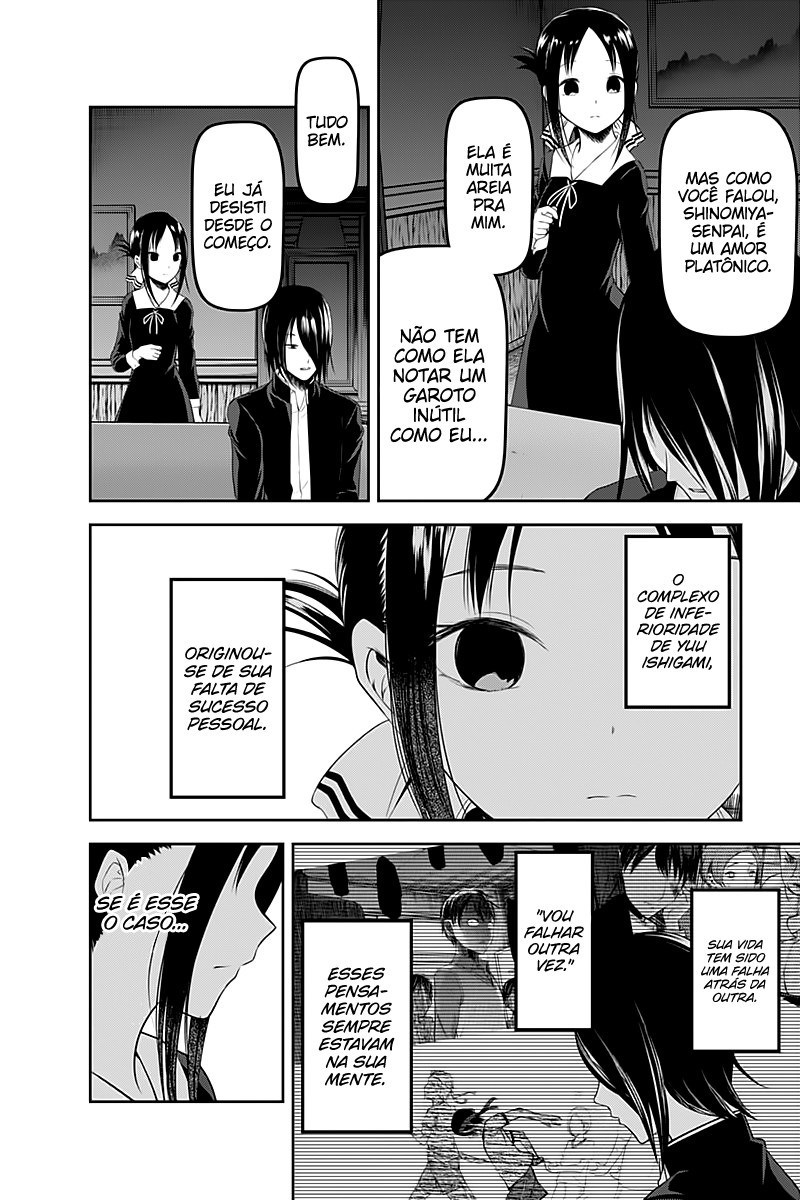 MAS COMO
VOCÊ FALOU,
SHINOMIYA-
SENPAI, É
UM AMOR
PLATÔNICO.
ELA É
MUITA
AREIA
PRA
MIM.
NÃO TEM
COMO ELA
NOTAR UM
GAROTO
INÚTIL
COMO EU...
TUDO
BEM.
EU JÁ
DESISTI
DESDE O
COMEÇO.
O
COMPLEXO
DE INFE-
RIORIDADE
DE YUU
ISHIGAMI,
ORIGINOU-
SE DE SUA
FALTA DE
SUCESSO
PESSOAL.
SUA VIDA
TEM SIDO
UMA FALHA
ATRÁS DA
OUTRA.
"VOU
FALHAR
OUTRA
VEZ."
ESSES
PENSA-
MENTOS
SEMPRE
ESTAVAM
NA SUA
MENTE.
SE É ESSE
O CASO...